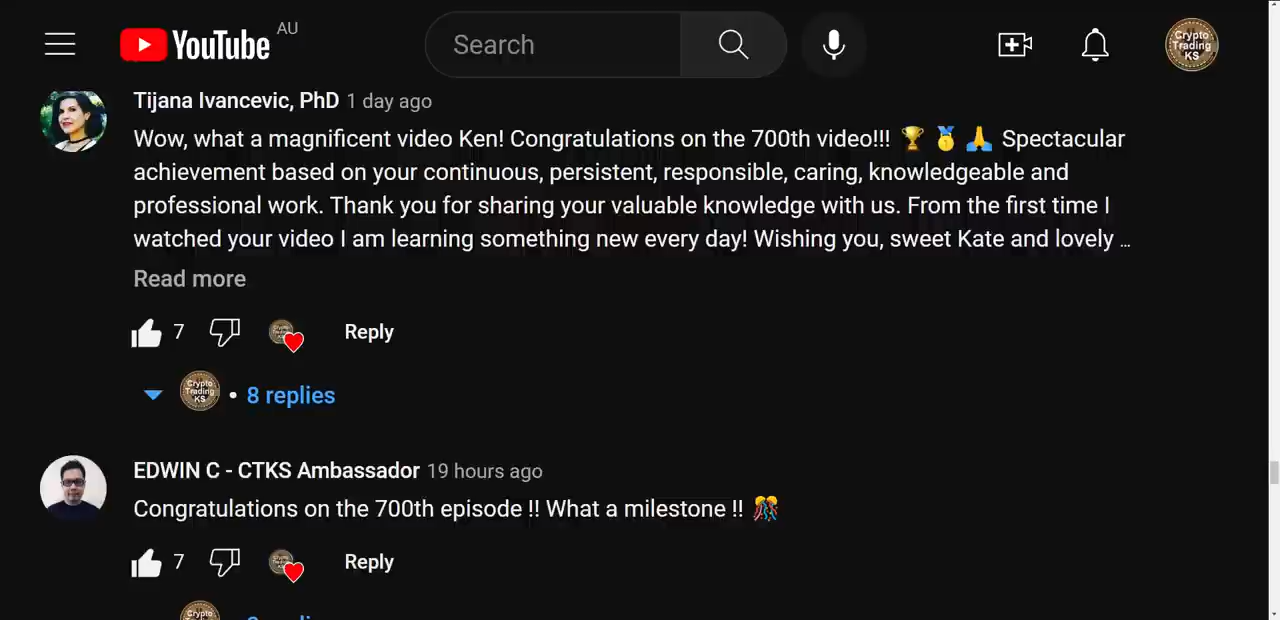 YouTube AU
Search
Crypto
Trading
KS
Tijana Ivancevic, PhD 1 day ago
Wow, what a magnificent video Ken! Congratulations on the 700th video!!! 🏆 🥇 🙏 Spectacular
achievement based on your continuous, persistent, responsible, caring, knowledgeable and
professional work. Thank you for sharing your valuable knowledge with us. From the first time I
watched your video I am learning something new every day! Wishing you, sweet Kate and lovely ...
Read more
7 Reply
Crypto
Trading
KS
• 8 replies
EDWIN C - CTKS Ambassador 19 hours ago
Congratulations on the 700th episode !! What a milestone !! 🎊
7 Reply
Crypto